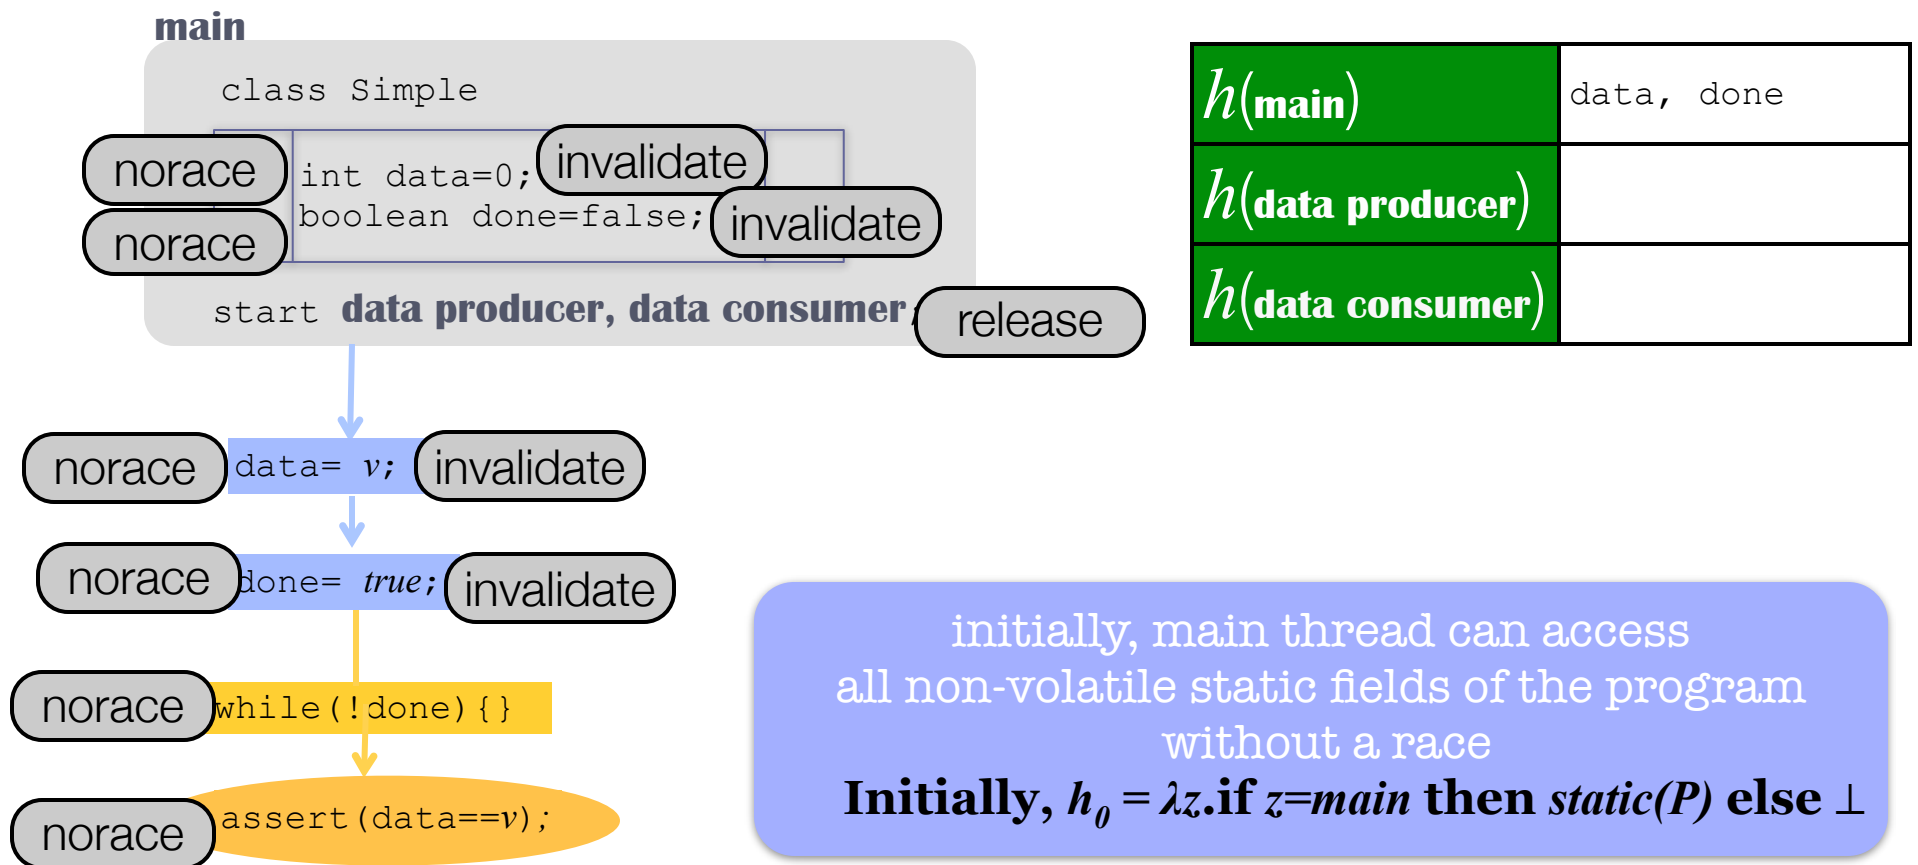 main
class Simple
norace
int data=0;
invalidate
norace
boolean done=false;
invalidate
start data producer, data consumer;
release
norace
data= v;
invalidate
norace
done= true;
invalidate
norace
while(!done){}
norace
assert(data==v);
h(main)
data, done
h(data producer)
h(data consumer)
initially, main thread can access
all non-volatile static fields of the program
without a race
Initially, h₀ = λz.if z=main then static(P) else ⊥